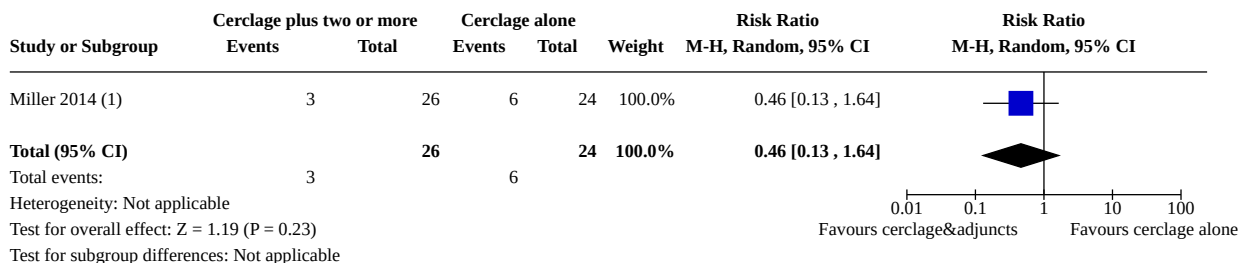 Cerclage plus two or more Cerclage alone Risk Ratio Risk Ratio
Study or Subgroup Events Total Events Total Weight M-H, Random, 95% CI M-H, Random, 95% CI
Miller 2014 (1) 3 26 6 24 100.0% 0.46 [0.13 , 1.64]
Total (95% CI) 26 24 100.0% 0.46 [0.13 , 1.64]
Total events: 3 6
Heterogeneity: Not applicable
0.01 0.1 1 10 100
Test for overall effect: Z = 1.19 (P = 0.23) Favours cerclage&adjuncts Favours cerclage alone
Test for subgroup differences: Not applicable